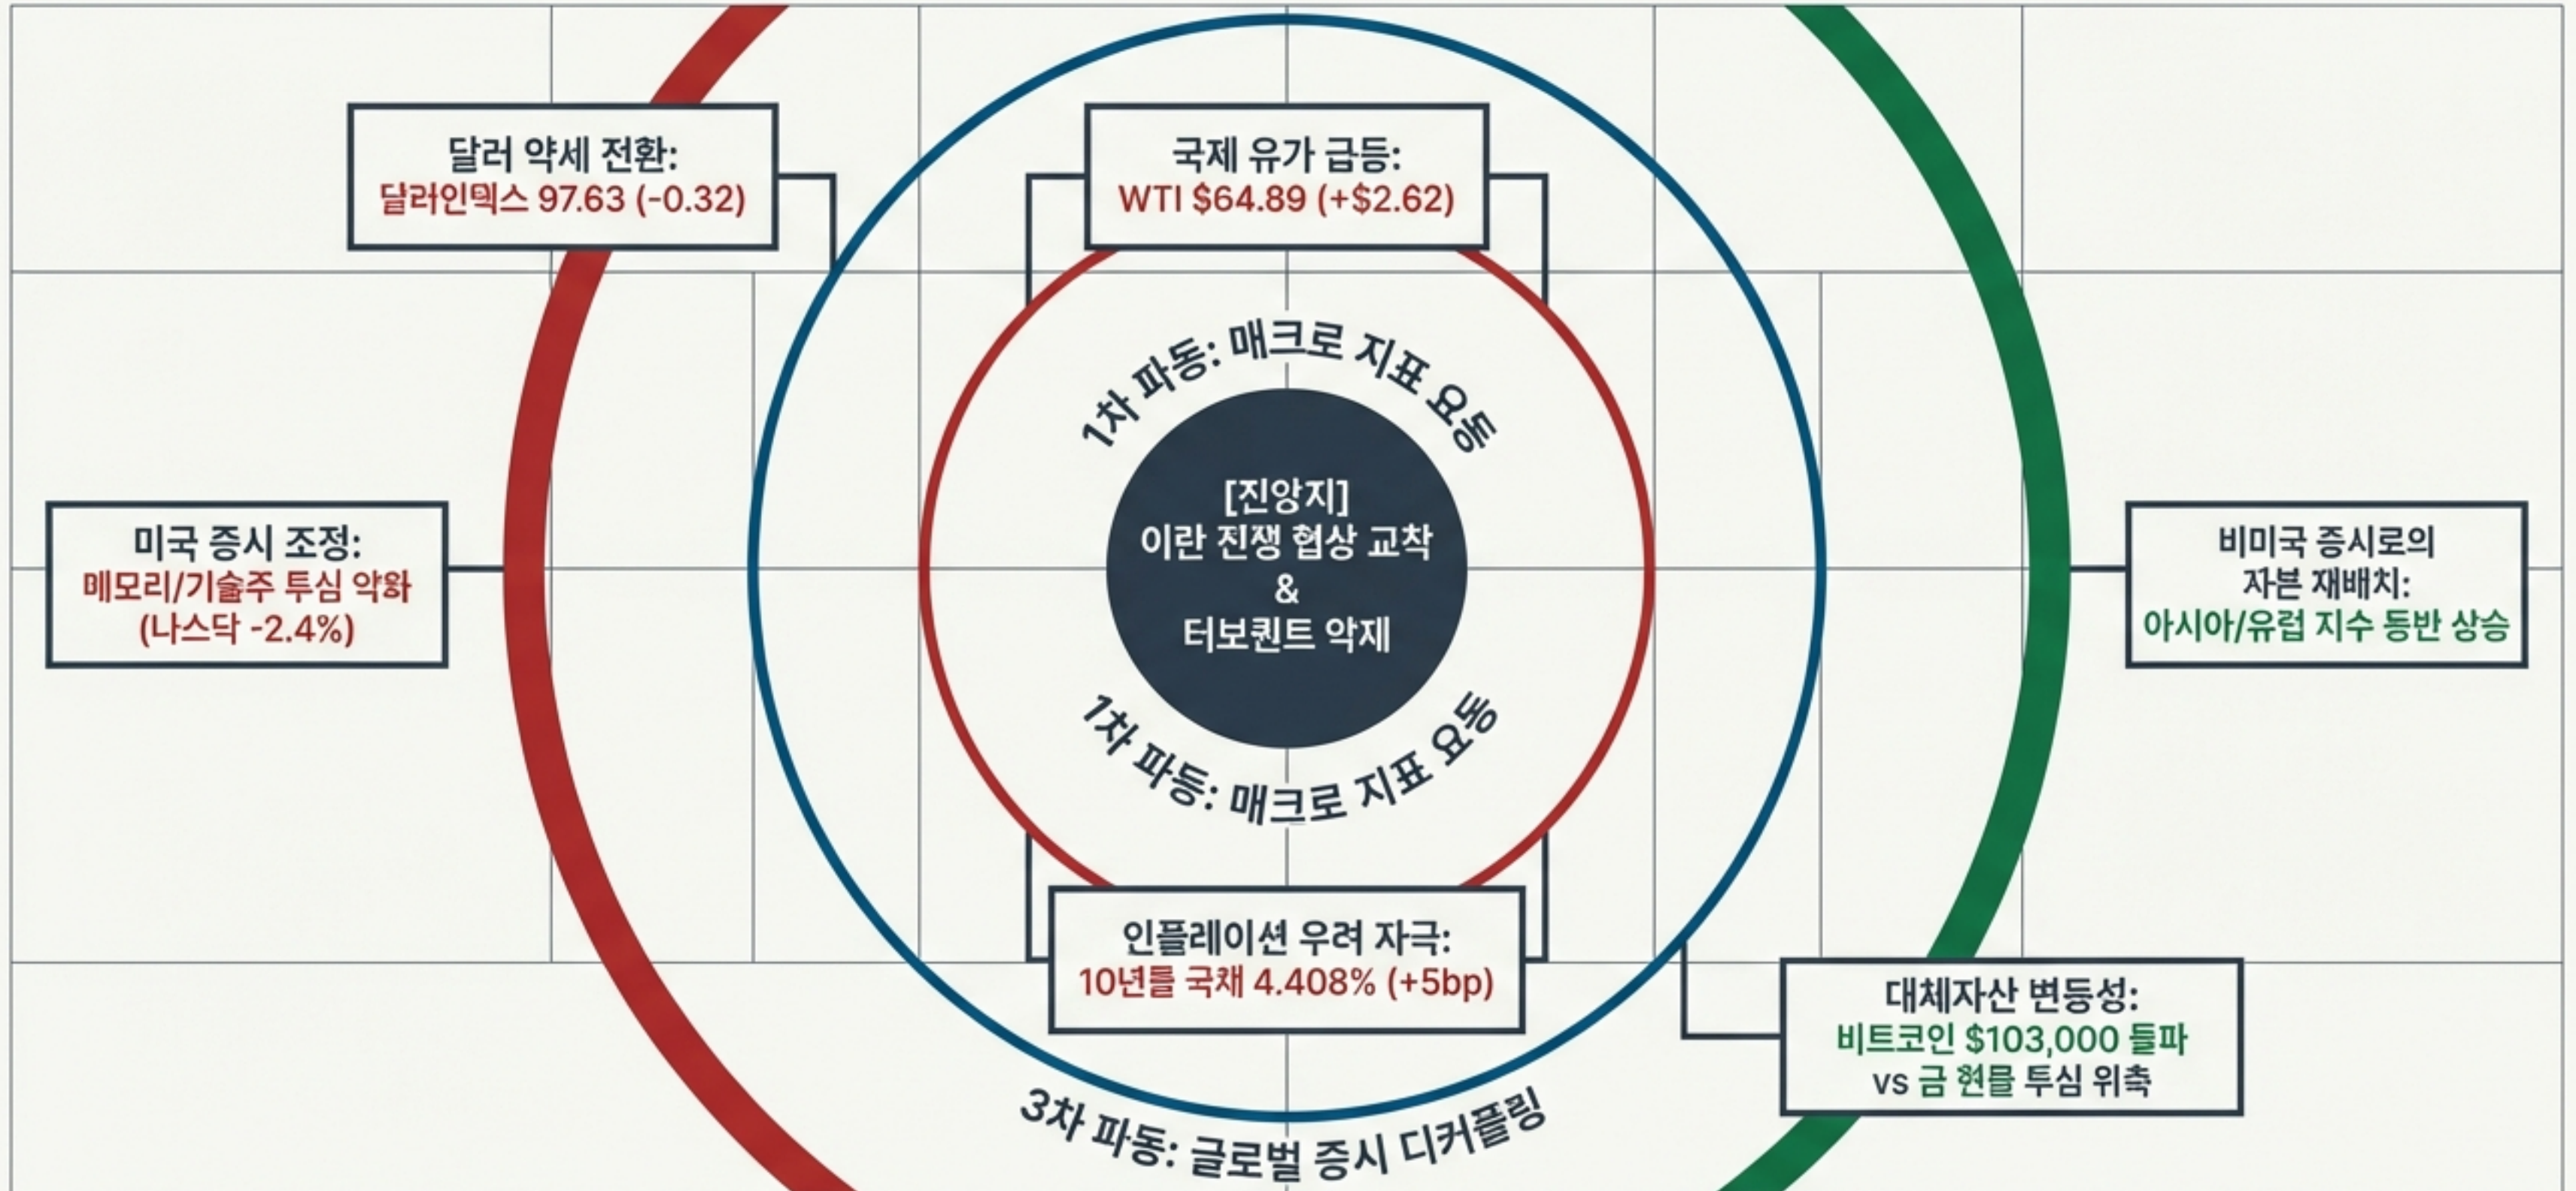 달러 약세 전환:
달러인덱스 97.63 (-0.32)
국제 유가 급등:
WTI $64.89 (+$2.62)
1차 파동: 매크로 지표 요동
[진앙지]
이란 전쟁 협상 교착
&
터보퀀트 악재
미국 증시 조정:
메모리/기술주 투심 악화
(나스닥 -2.4%)
비미국 증시로의
자본 재배치:
아시아/유럽 지수 동반 상승
1차 파등: 매크로 지표 요동
인플레이션 우려 자극:
10년물 국채 4.408% (+5bp)
대체자산 변등성:
비트코인 $103,000 돌파
vs 금 현물 투심 위축
3차 파동: 글로벌 증시 디커플링